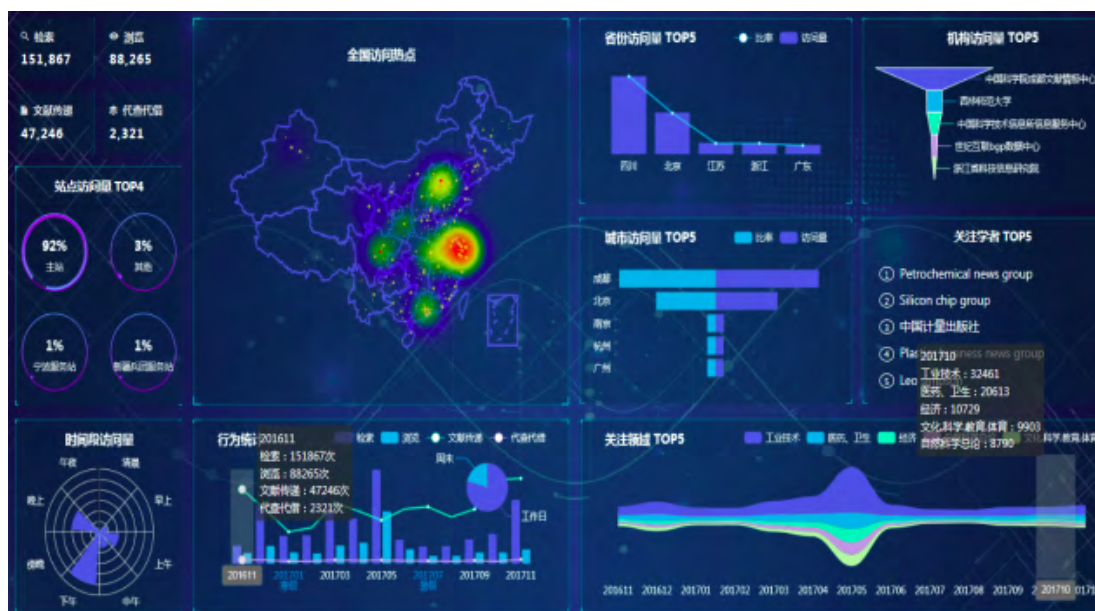 检索
浏览
151,867
88,265
文献传递
代查代借
47,246
2,321
站点访问量 TOP4
92%
主站
3%
其他
1%
宁波服务站
1%
新疆兵团服务站
时间段访问量
午夜
清晨
晚上
早上
傍晚
上午
下午
中午
全国访问热点
行为统计
检索
浏览
文献传递
代查代借
201611
检索：151867次
浏览：88265次
文献传递：47246次
代查代借：2321次
周末
工作日
201611
201701
寒假
201703
201705
201707
暑假
201709
201711
省份访问量 TOP5
比率
访问量
四川
北京
江苏
浙江
广东
机构访问量 TOP5
中国科学院成都文献情报中心
西林师范大学
中国科学技术信息所信息服务中心
世纪互联bgp数据中心
浙江省科技信息研究院
城市访问量 TOP5
比率
访问量
成都
北京
南京
杭州
广州
关注学者 TOP5
1 Petrochemical news group
2 Silicon chip group
3 中国计量出版社
4
business news group
5
201710
工业技术：32461
医药、卫生：20613
经济：10729
文化,科学,教育,体育：9903
自然科学总论：8790
关注领域 TOP5
工业技术
医药、卫生
经济
文化,科学,教育,体育
201611
201612
201701
201702
201703
201704
201705
201706
201707
201708
201709
201710